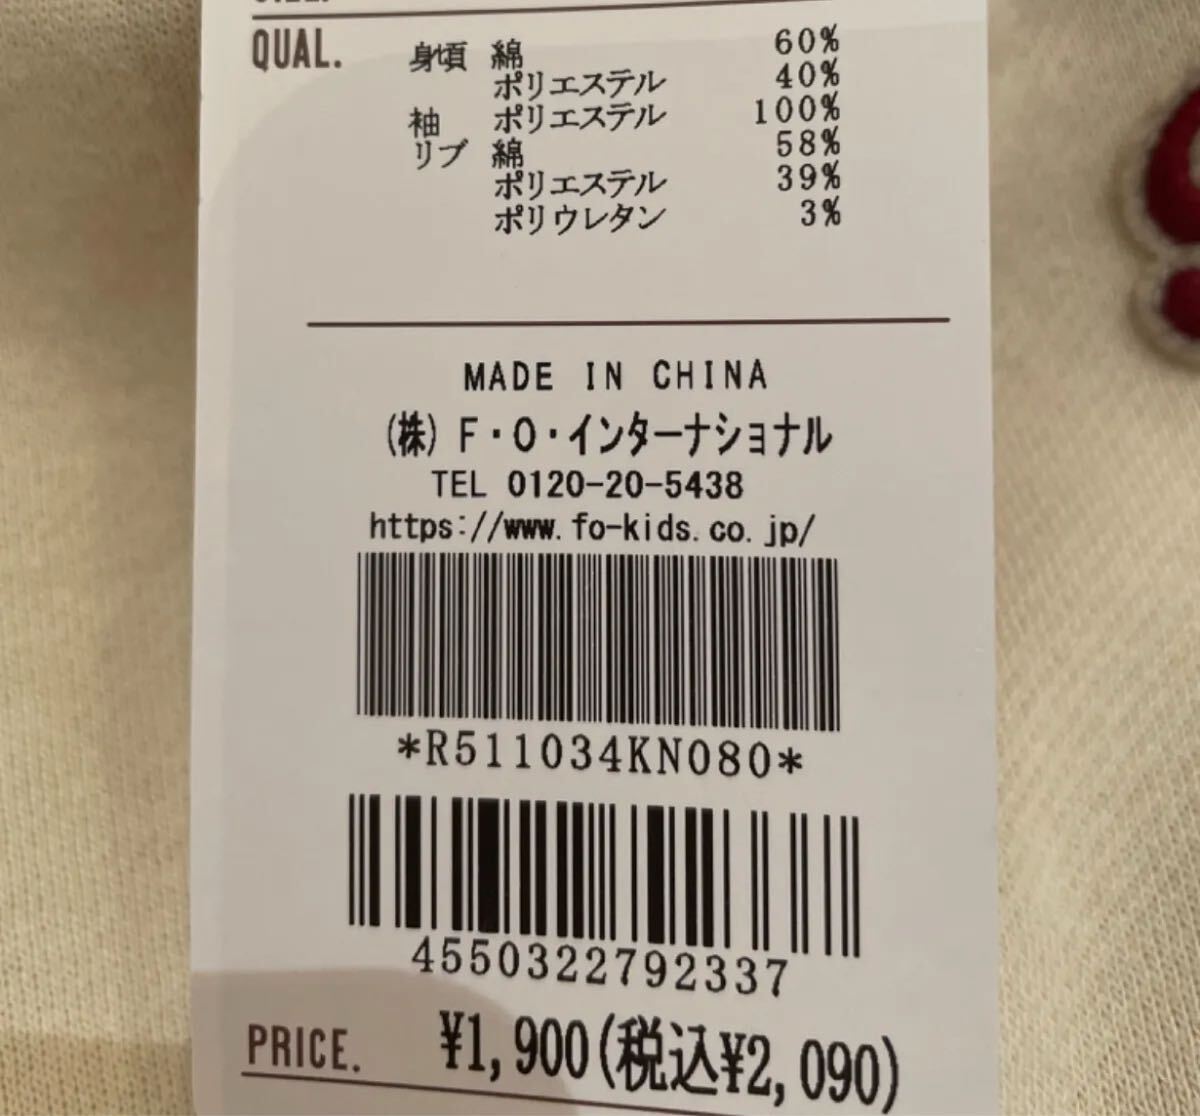 QUAL. 身頃 綿 60%
ポリエステル 40%
袖 ポリエステル 100%
リブ 綿 58%
ポリエステル 39%
ポリウレタン 3%
MADE IN CHINA
(株) F・O・インターナショナル
TEL 0120-20-5438
https://www.fo-kids.co.jp/
*R511034KN080*
4550322792337
PRICE. ¥1,900(税込¥2,090)